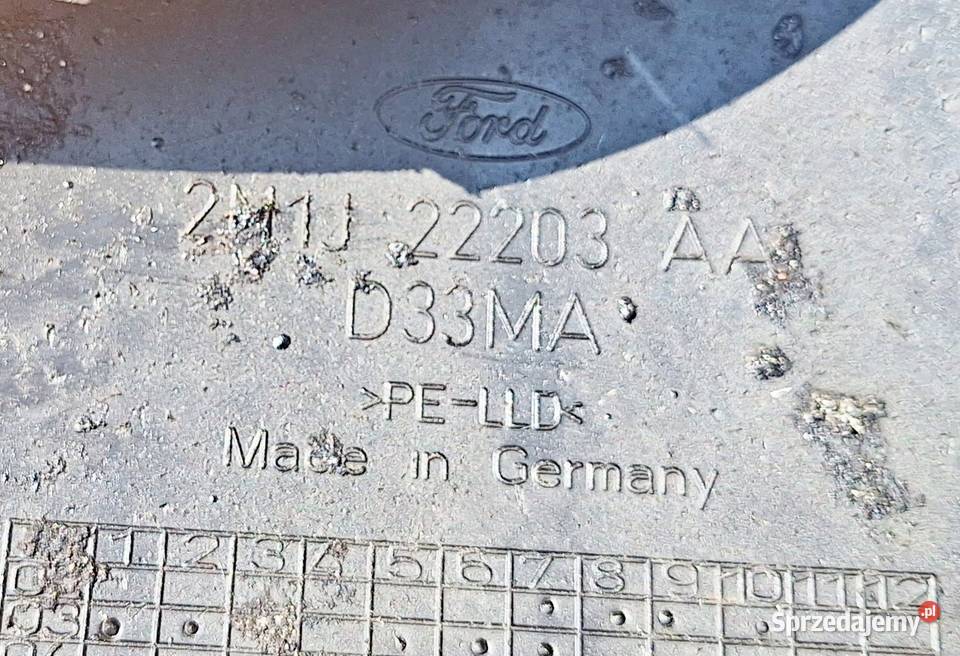 Ford
2M1J 22203 AA
D33MA
>PE-LLD<
Made in Germany
1 2 3 4 5 6 7 8 9 10 11 12
03
Sprzedajemy .pl